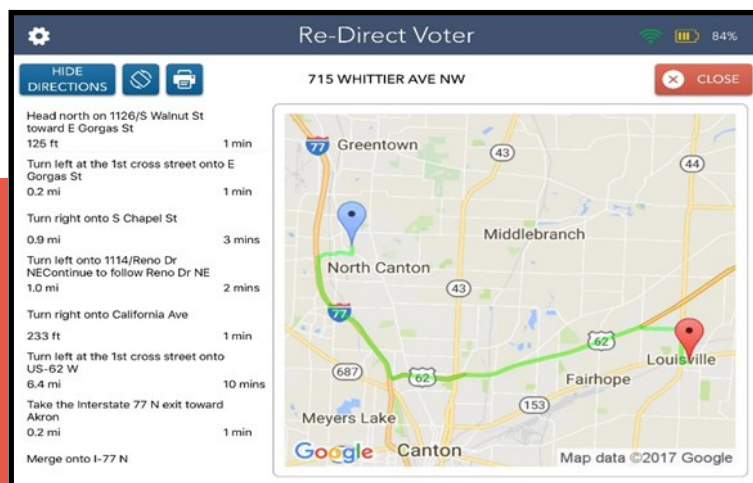 Re-Direct Voter
84%
HIDE
DIRECTIONS
715 WHITTIER AVE NW
CLOSE
Head north on 1126/S Walnut St
toward E Gorgas St
125 ft 1 min
Turn left at the 1st cross street onto E
Gorgas St
0.2 mi 1 min
Turn right onto S Chapel St
0.9 mi 3 mins
Turn left onto 1114/Reno Dr
NEContinue to follow Reno Dr NE
1.0 mi 2 mins
Turn right onto California Ave
233 ft 1 min
Turn left at the 1st cross street onto
US-62 W
6.4 mi 10 mins
Take the Interstate 77 N exit toward
Akron
0.2 mi 1 min
Merge onto I-77 N
77
Greentown
43
44
Middlebranch
North Canton
43
77
62
Louisville
687
62
Fairhope
153
Meyers Lake
Canton
Google
Map data ©2017 Google